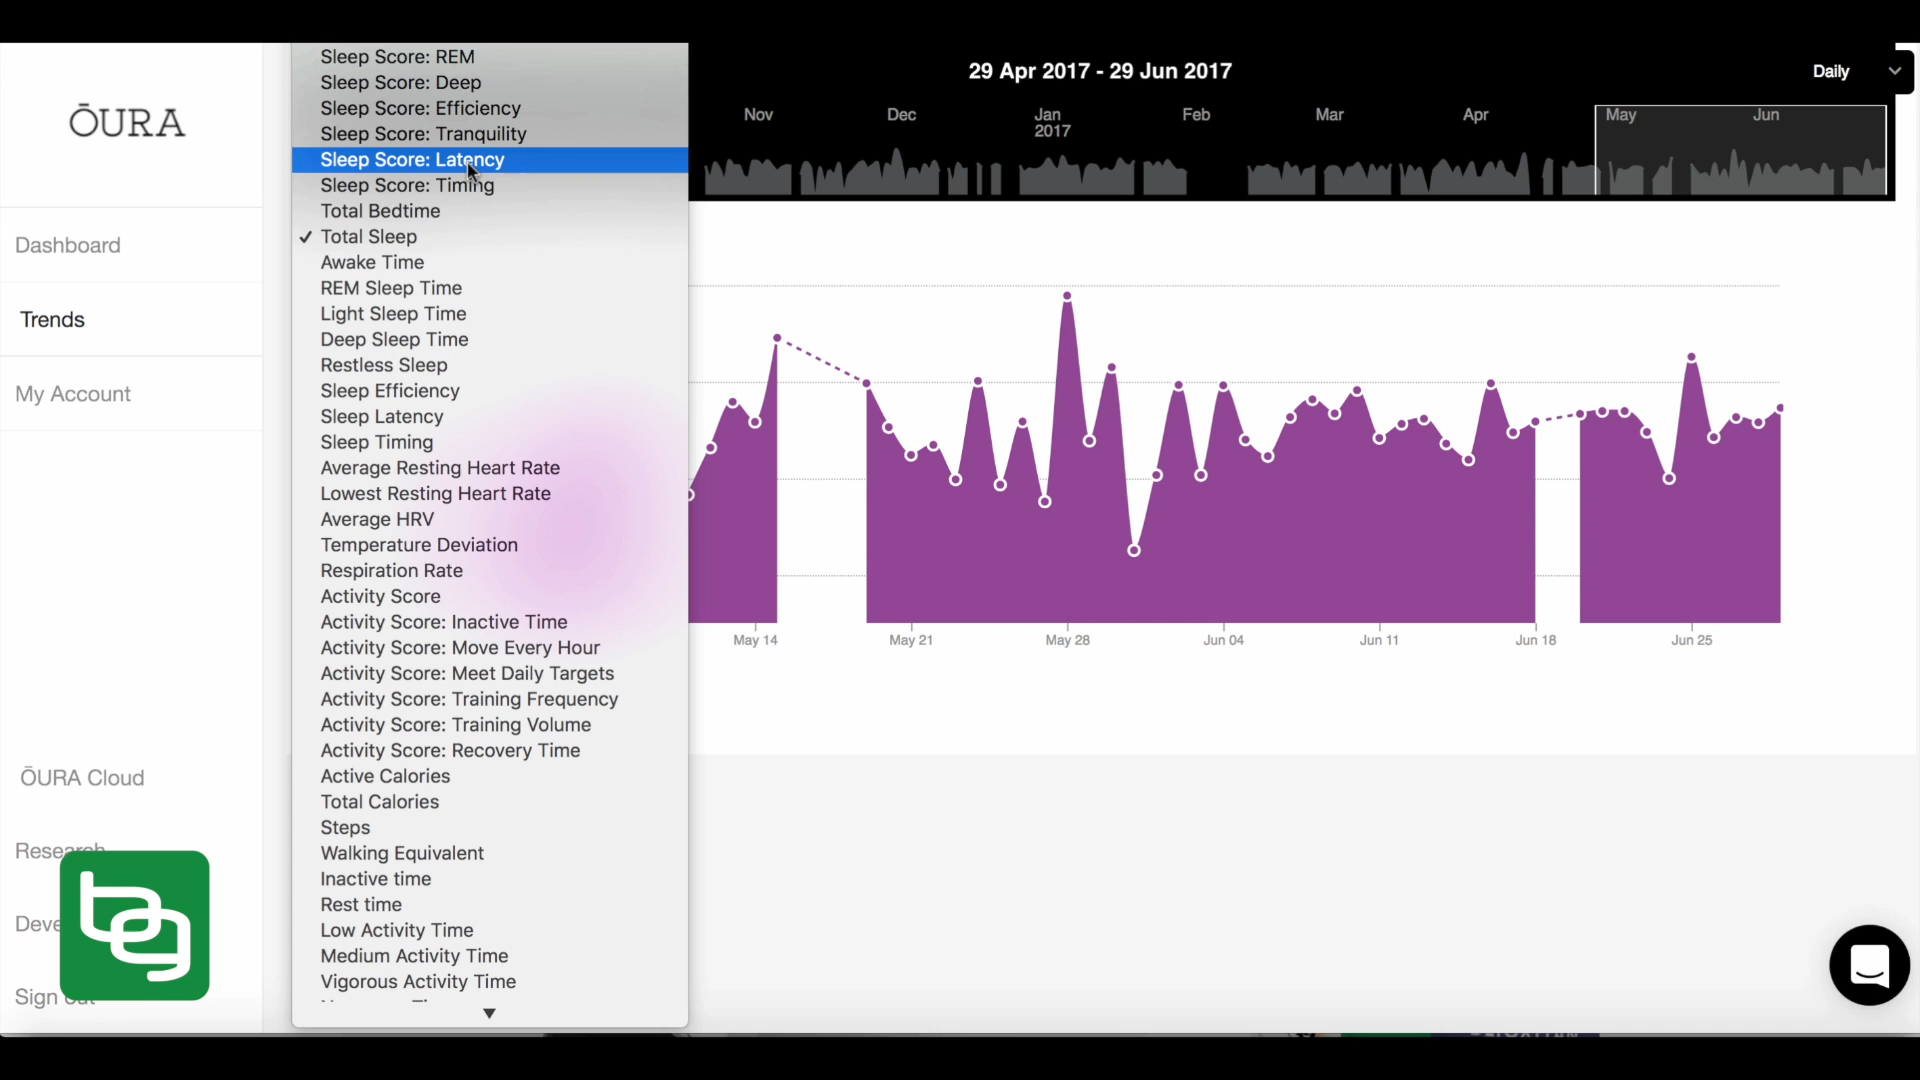 ŌURA
Dashboard
Trends
My Account
ŌURA Cloud
Research
Sign out
Sleep Score: REM
Sleep Score: Deep
Sleep Score: Efficiency
Sleep Score: Tranquility
Sleep Score: Latency
Sleep Score: Timing
Total Bedtime
✓ Total Sleep
Awake Time
REM Sleep Time
Light Sleep Time
Deep Sleep Time
Restless Sleep
Sleep Efficiency
Sleep Latency
Sleep Timing
Average Resting Heart Rate
Lowest Resting Heart Rate
Average HRV
Temperature Deviation
Respiration Rate
Activity Score
Activity Score: Inactive Time
Activity Score: Move Every Hour
Activity Score: Meet Daily Targets
Activity Score: Training Frequency
Activity Score: Training Volume
Activity Score: Recovery Time
Active Calories
Total Calories
Steps
Walking Equivalent
Inactive time
Rest time
Low Activity Time
Medium Activity Time
Vigorous Activity Time
29 Apr 2017 - 29 Jun 2017
Daily
Nov Dec Jan Feb Mar Apr May Jun
2017
May 14 May 21 May 28 Jun 04 Jun 11 Jun 18 Jun 25